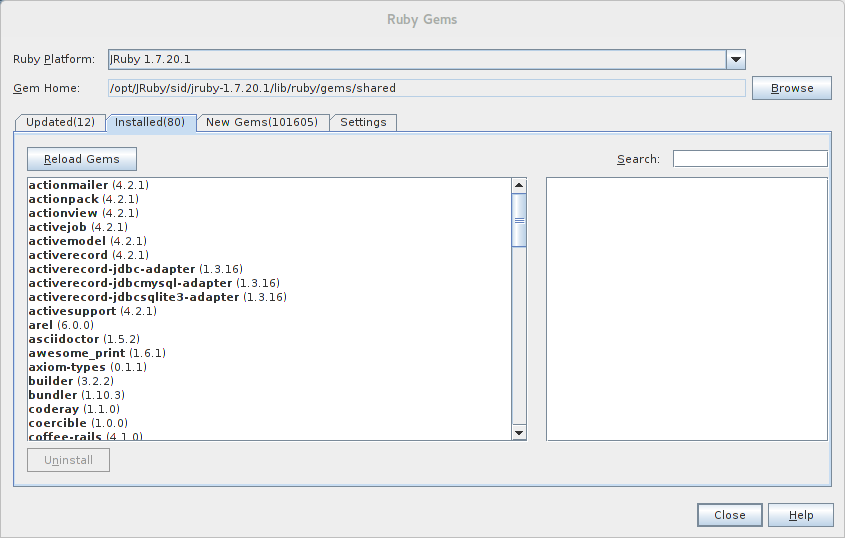 Ruby Gems
Ruby Platform: JRuby 1.7.20.1
Gem Home: /opt/JRuby/sid/jruby-1.7.20.1/lib/ruby/gems/shared Browse
Updated(12) Installed(80) New Gems(101605) Settings
Reload Gems Search:
actionmailer (4.2.1)
actionpack (4.2.1)
actionview (4.2.1)
activejob (4.2.1)
activemodel (4.2.1)
activerecord (4.2.1)
activerecord-jdbc-adapter (1.3.16)
activerecord-jdbcmysql-adapter (1.3.16)
activerecord-jdbcsqlite3-adapter (1.3.16)
activesupport (4.2.1)
arel (6.0.0)
asciidoctor (1.5.2)
awesome_print (1.6.1)
axiom-types (0.1.1)
builder (3.2.2)
bundler (1.10.3)
coderay (1.1.0)
coercible (1.0.0)
coffee-rails (4.1.0)
Uninstall
Close Help